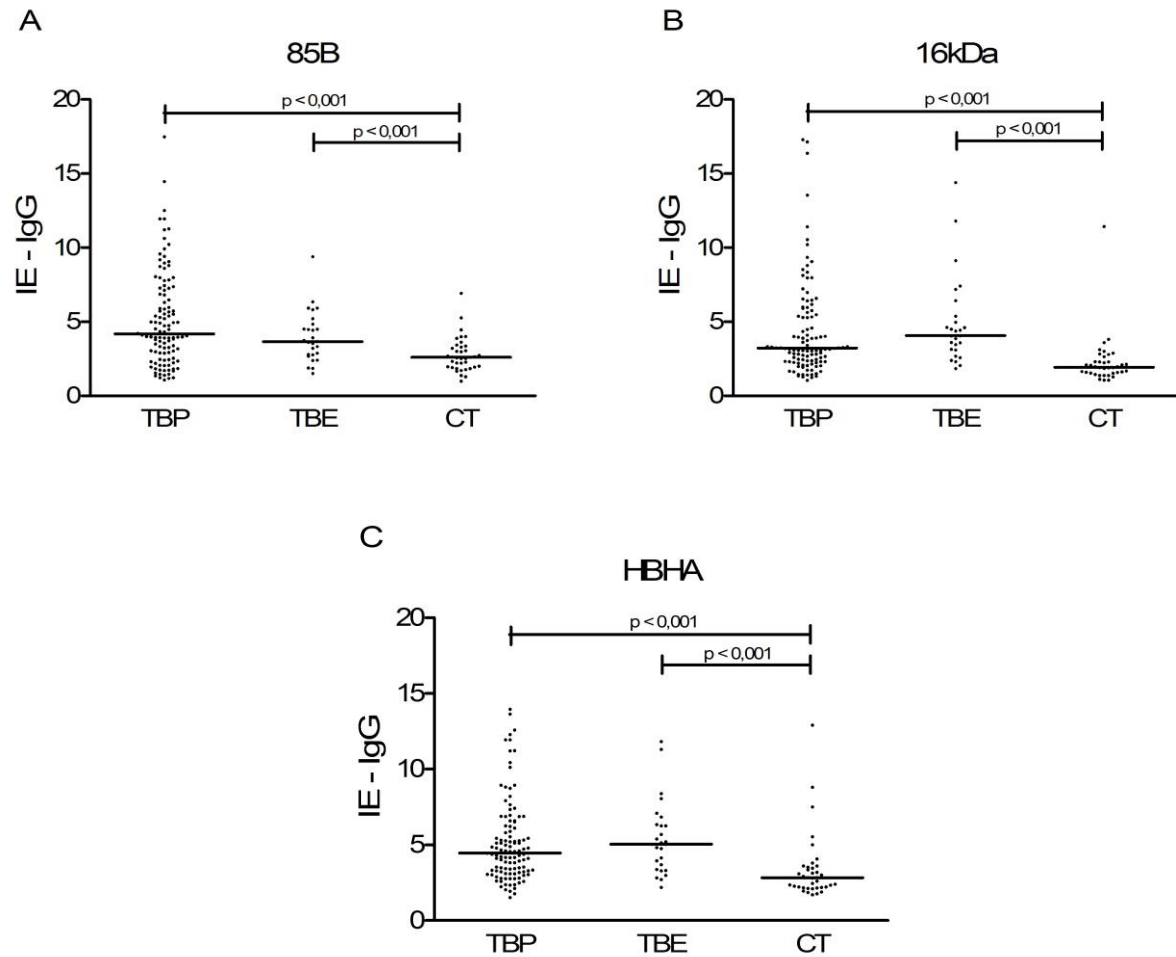 A
85B
p < 0,001
p < 0,001
20
15
10
5
0
IE - IgG
TBP TBE CT
B
16kDa
p < 0,001
p < 0,001
20
15
10
5
0
IE - IgG
TBP TBE CT
C
HBHA
p < 0,001
p < 0,001
20
15
10
5
0
IE - IgG
TBP TBE CT